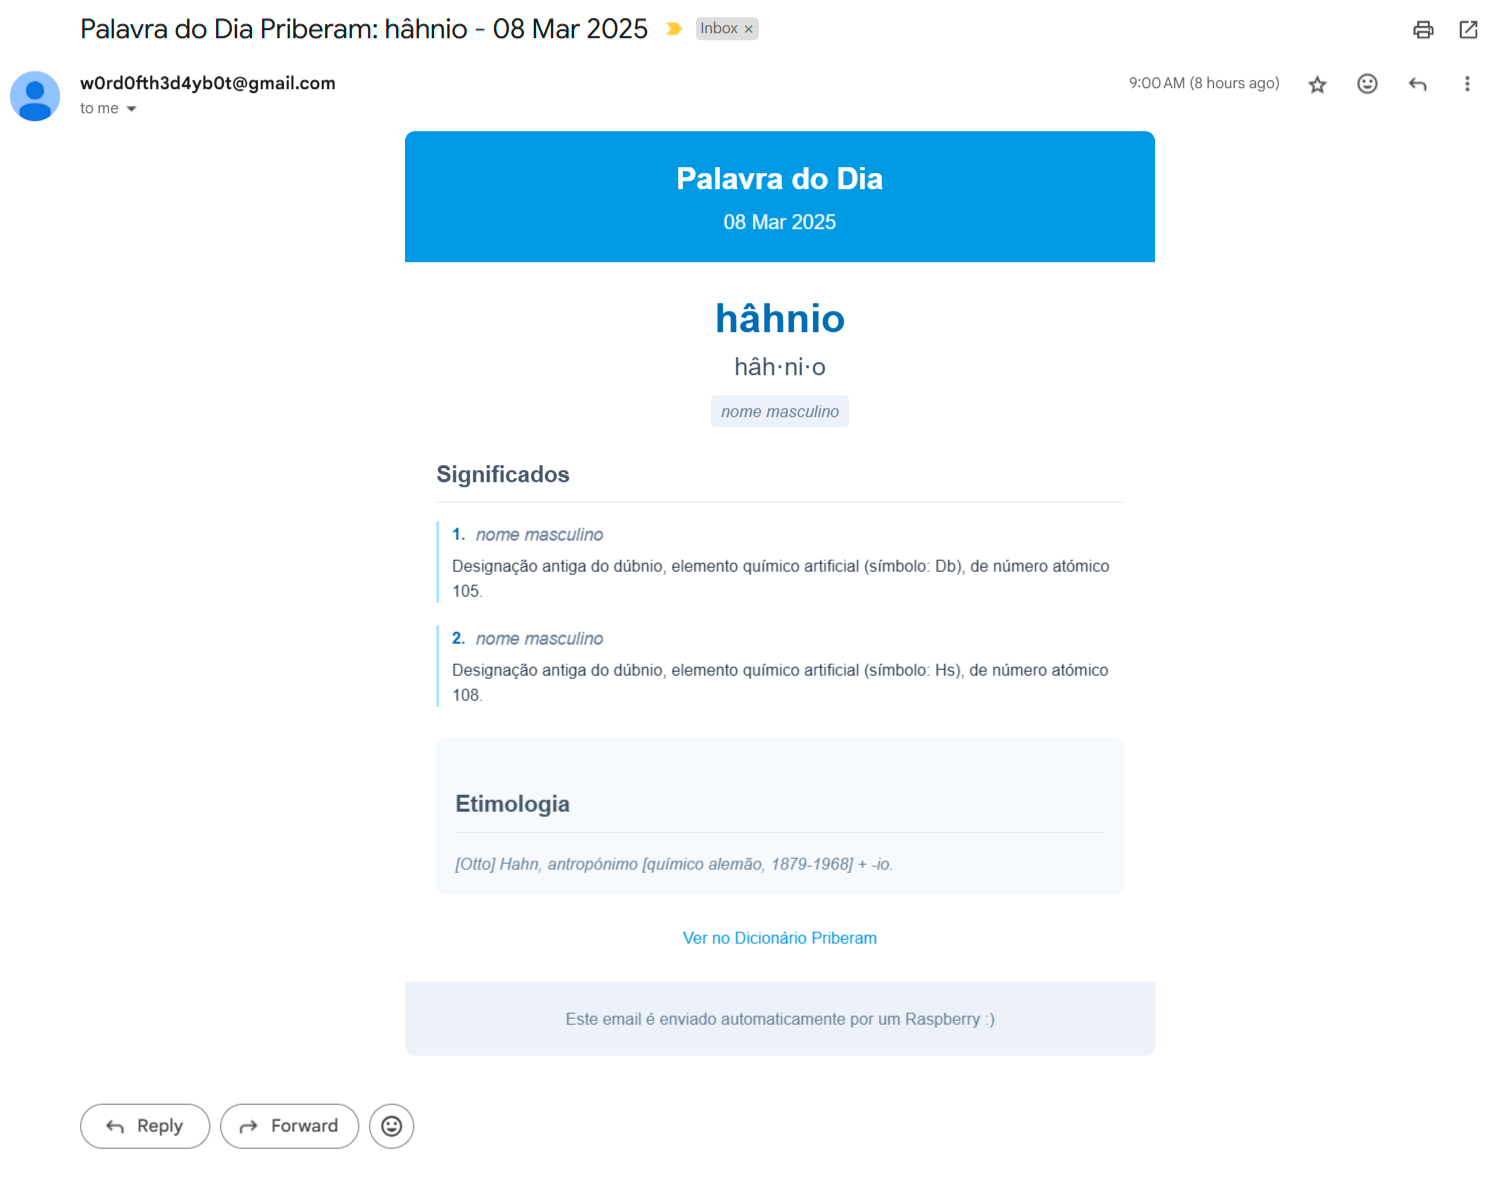 Palavra do Dia Priberam: hâhnio - 08 Mar 2025
Inbox ×
w0rd0fth3d4yb0t@gmail.com
9:00 AM (8 hours ago)
to me
Palavra do Dia
08 Mar 2025
hâhnio
hâh·ni·o
nome masculino
Significados
1. nome masculino
Designação antiga do dúbnio, elemento químico artificial (símbolo: Db), de número atómico
105.
2. nome masculino
Designação antiga do dúbnio, elemento químico artificial (símbolo: Hs), de número atómico
108.
Etimologia
[Otto] Hahn, antropónimo [químico alemão, 1879-1968] + -io.
Ver no Dicionário Priberam
Este email é enviado automaticamente por um Raspberry :)
Reply
Forward